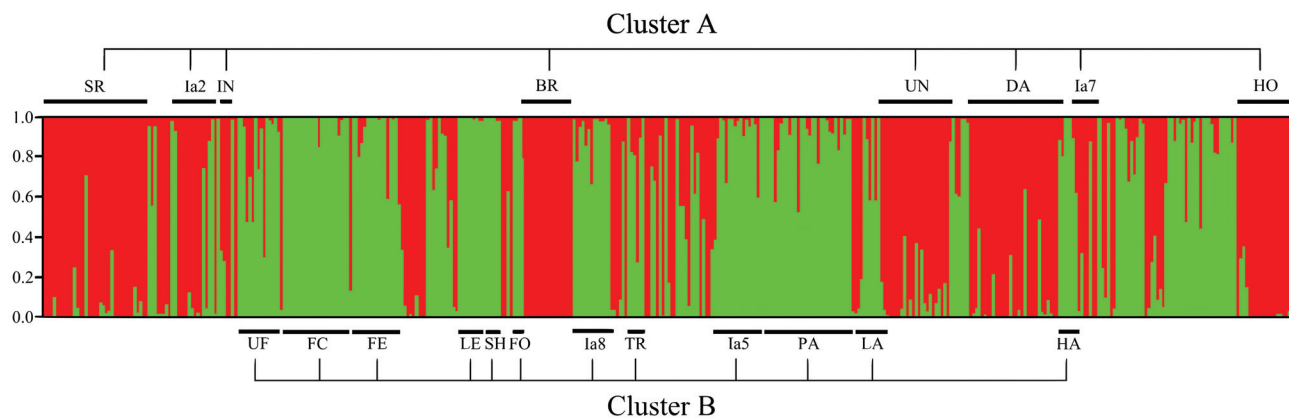 Cluster A
SR Ia2 IN BR UN DA Ia7 HO
1.0
0.8
0.6
0.4
0.2
0.0
UF FC FE LE SH FO Ia8 TR Ia5 PA LA HA
Cluster B